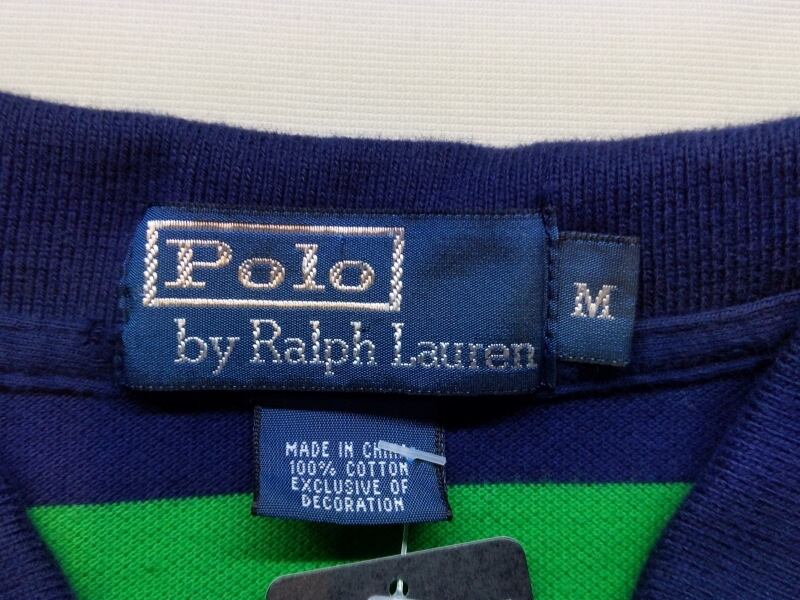 Polo
by Ralph Lauren
M
MADE IN CHINA
100% COTTON
EXCLUSIVE OF
DECORATION